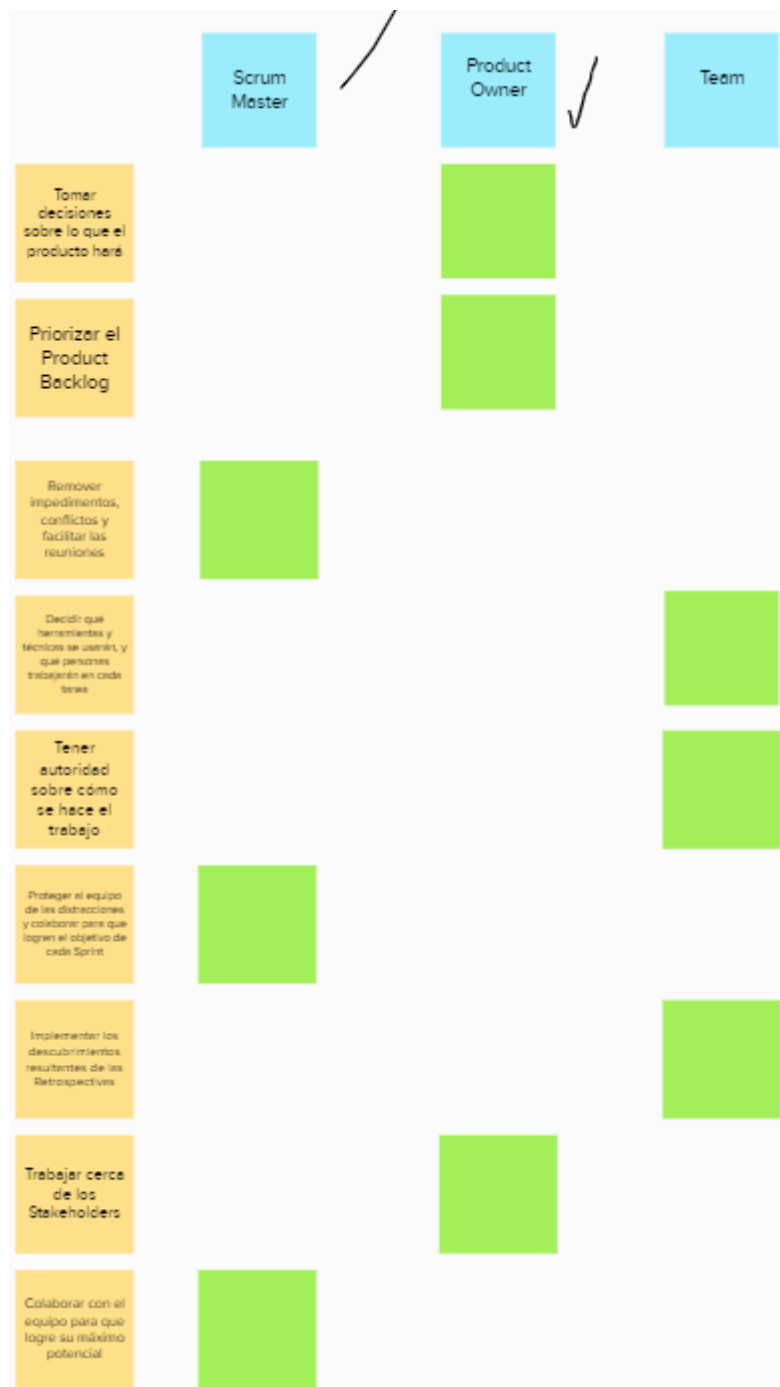 Scrum
Master
Product
Owner
Team
Tomar
decisiones
sobre lo que el
producto hará
Priorizar el
Product
Backlog
Remover
impedimentos,
conflictos y
facilitar las
reuniones
Decidir qué
herramientas y
técnicas se usarán, y
qué personas
trabajarán en cada
tarea
Tener
autoridad
sobre cómo
se hace el
trabajo
Proteger al equipo
de las distracciones
y colaborar para que
logren el objetivo de
cada Sprint
Implementar los
descubrimientos
resultantes de las
Retrospectivas
Trabajar cerca
de los
Stakeholders
Colaborar con el
equipo para que
logre su máximo
potencial